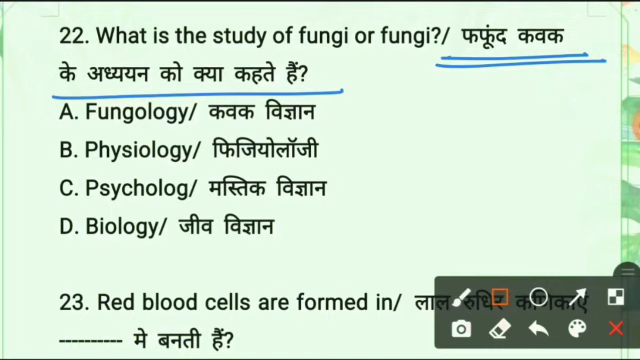 22. What is the study of fungi or fungi?/ फफूंद कवक
के अध्ययन को क्या कहते हैं?
A. Fungology/ कवक विज्ञान
B. Physiology/ फिजियोलॉजी
C. Psycholog/ मस्तिक विज्ञान
D. Biology/ जीव विज्ञान
23. Red blood cells are formed in/ लाल रुधिर कणिकाएं
---------- मे बनती हैं?